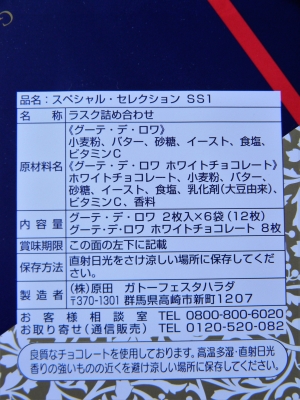 品名:スペシャル・セレクション SS1
名 称 ラスク詰め合わせ
原材料名 《グーテ・デ・ロワ》
小麦粉、バター、砂糖、イースト、食塩、
ビタミンC
《グーテ・デ・ロワ ホワイトチョコレート》
ホワイトチョコレート、小麦粉、バター、
砂糖、イースト、食塩、乳化剤(大豆由来)、
ビタミンC、香料
内 容 量 グーテ・デ・ロワ 2枚入×6袋(12枚)
グーテ・デ・ロワ ホワイトチョコレート 8枚
賞味期限 この面の左下に記載
保存方法 直射日光をさけ涼しい場所に保存してくだ
さい。
製 造 者 (株)原田 ガトーフェスタハラダ
〒370-1301 群馬県高崎市新町1207
お 客 様 相 談 室 TEL 0800-800-6020
お取り寄せ(通信販売) TEL 0120-520-082
良質なチョコレートを使用しております。高温多湿・直射日光
香りの強いものの近くを避け涼しい場所に保存してください。